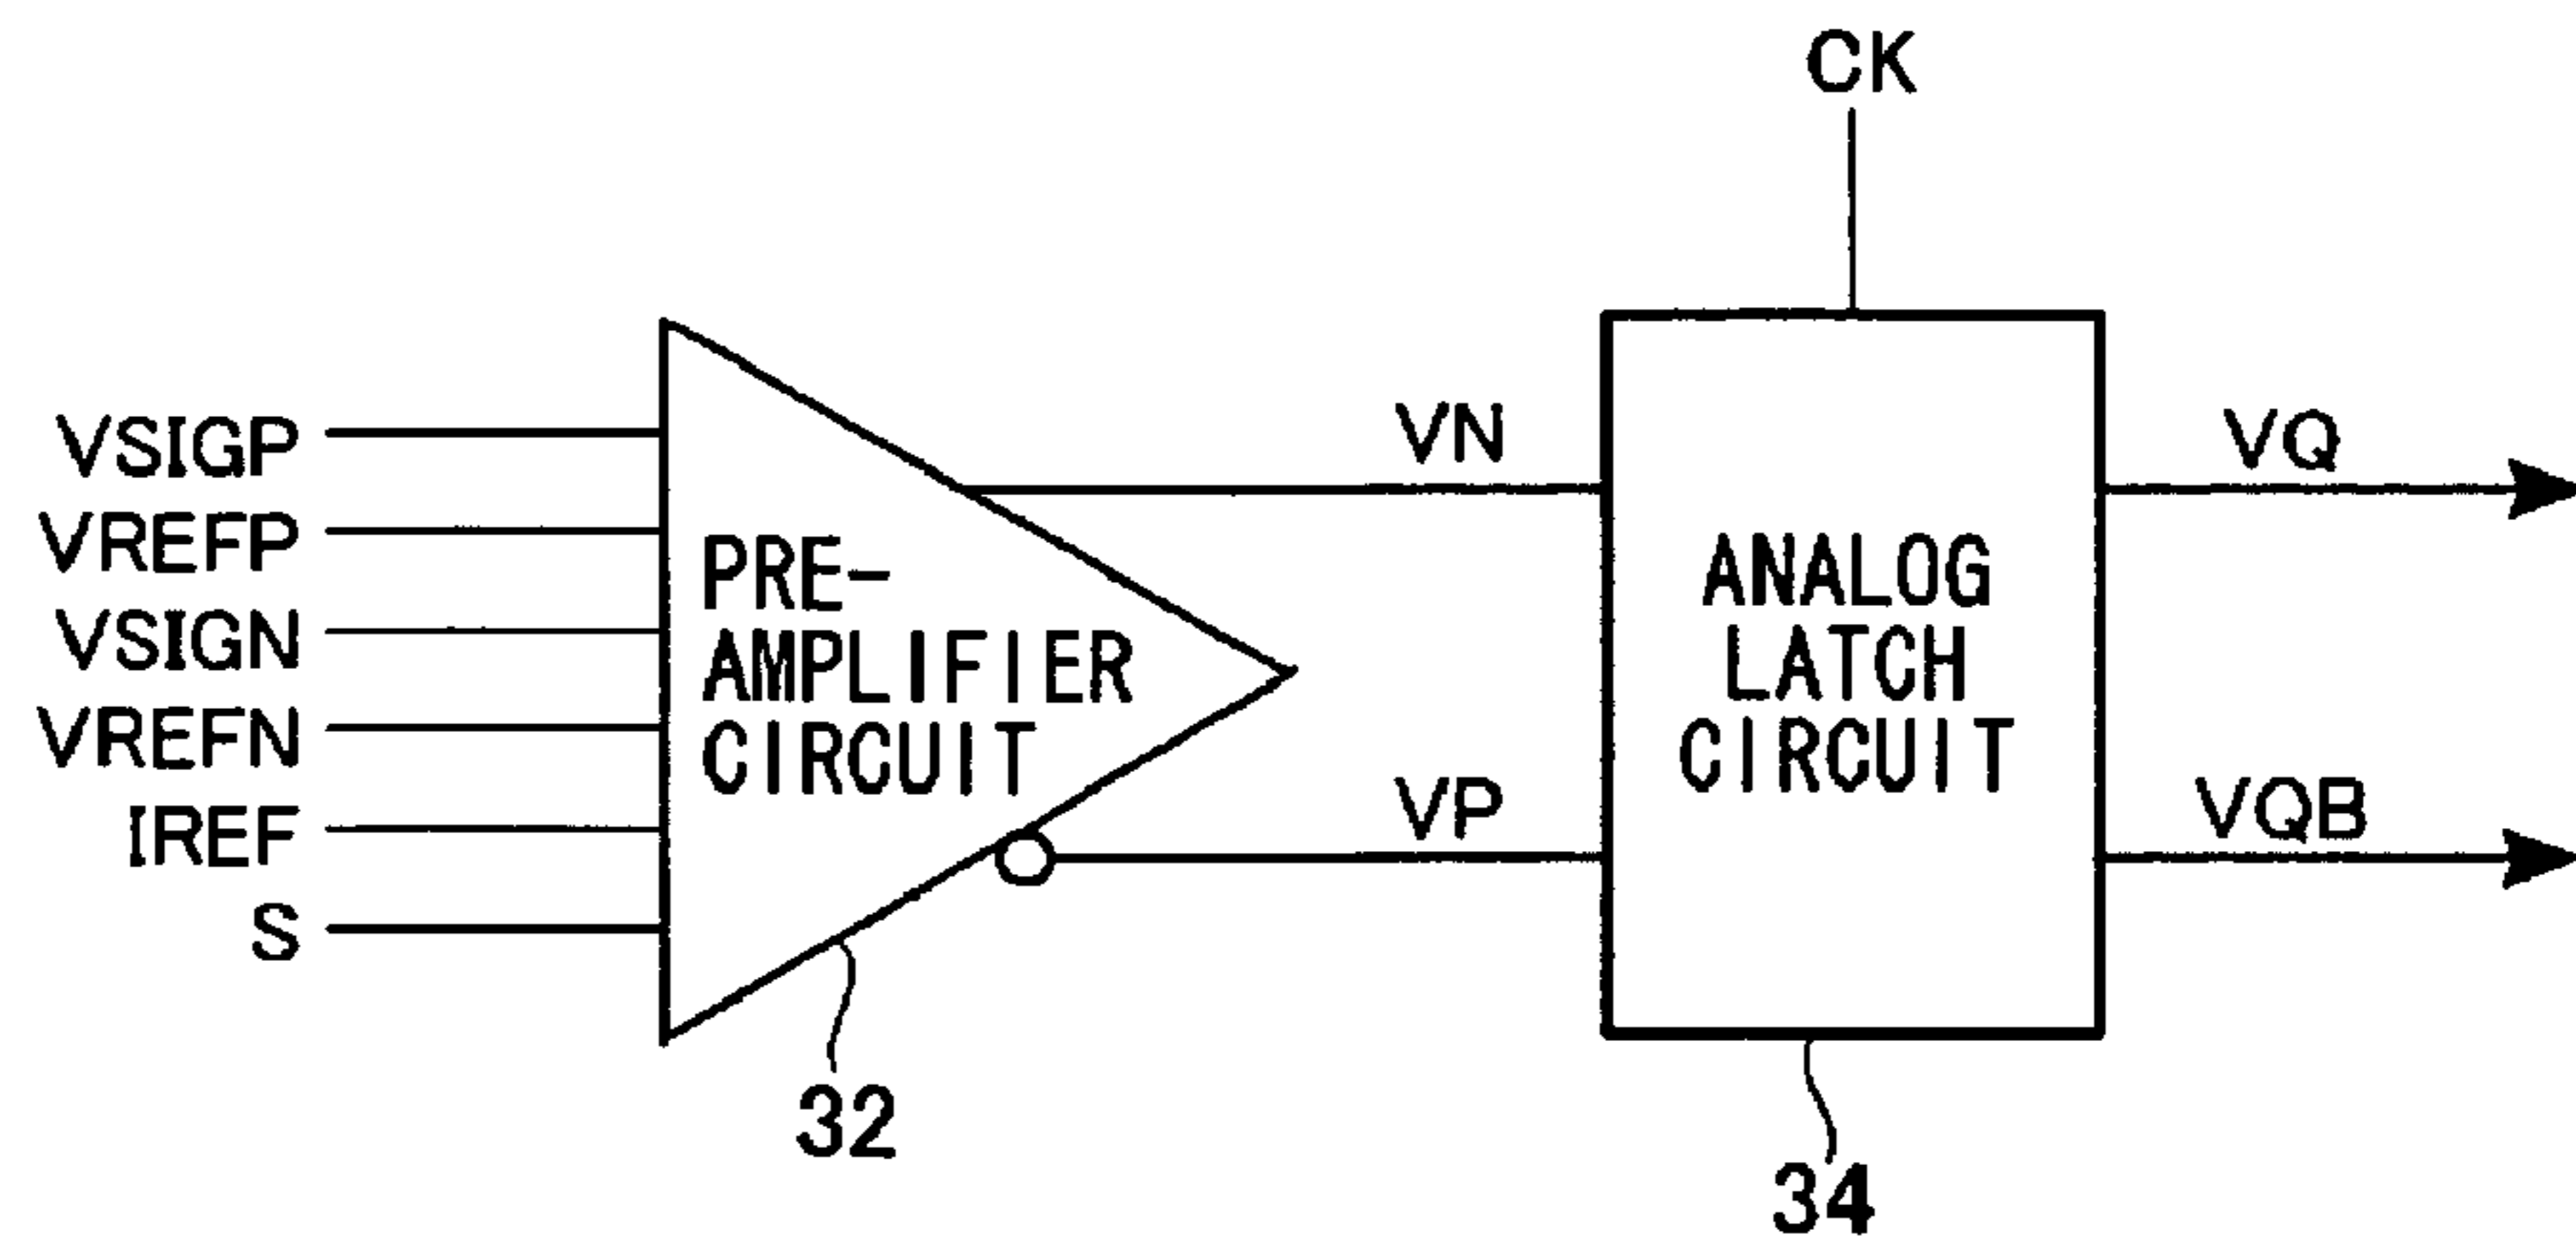 CK
VSIGP
VREFP
VSIGN
VREFN
IREF
S
PRE-
AMPLIFIER
CIRCUIT
32
VN
VP
ANALOG
LATCH
CIRCUIT
34
VQ
VQB